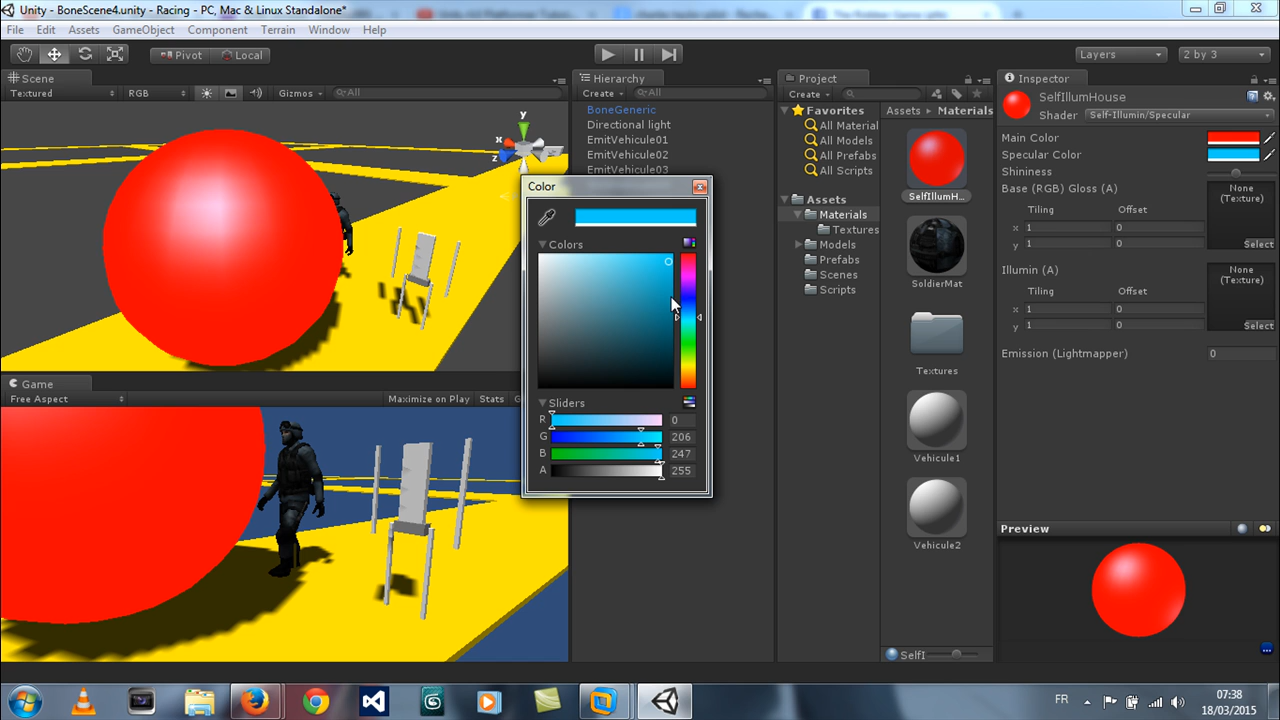 Unity - BoneScene4.unity - Racing - PC, Mac & Linux Standalone*
File Edit Assets GameObject Component Terrain Window Help
Pivot Local Layers 2 by 3
Scene
Textured RGB Gizmos All
Hierarchy
Create All
BoneGeneric
Directional light
EmitVehicule01
EmitVehicule02
EmitVehicule03
Project
Create
Favorites
All Material
All Models
All Prefabs
All Scripts
Assets
Materials
Textures
Models
Prefabs
Scenes
Scripts
Assets Materials
SelfIllumH...
SoldierMat
Textures
Vehicule1
Vehicule2
SelfI
Inspector
SelfIllumHouse
Shader Self-Illumin/Specular
Main Color
Specular Color
Shininess
Base (RGB) Gloss (A)
None
(Texture)
Tiling Offset
x 1 0
y 1 0
Select
Illumin (A)
None
(Texture)
Tiling Offset
x 1 0
y 1 0
Select
Emission (Lightmapper) 0
Preview
Color
Colors
Sliders
R 0
G 206
B 247
A 255
x
y
z
Game
Free Aspect Maximize on Play Stats G
FR
07:38
18/03/2015